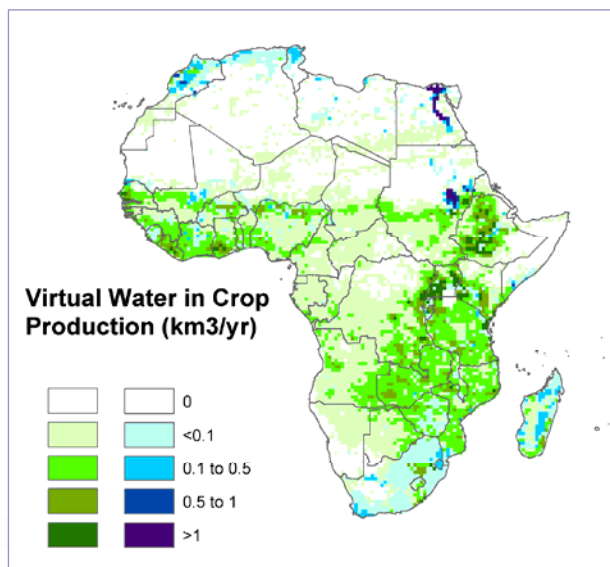 Virtual Water in Crop
Production (km3/yr)
0
<0.1
0.1 to 0.5
0.5 to 1
>1